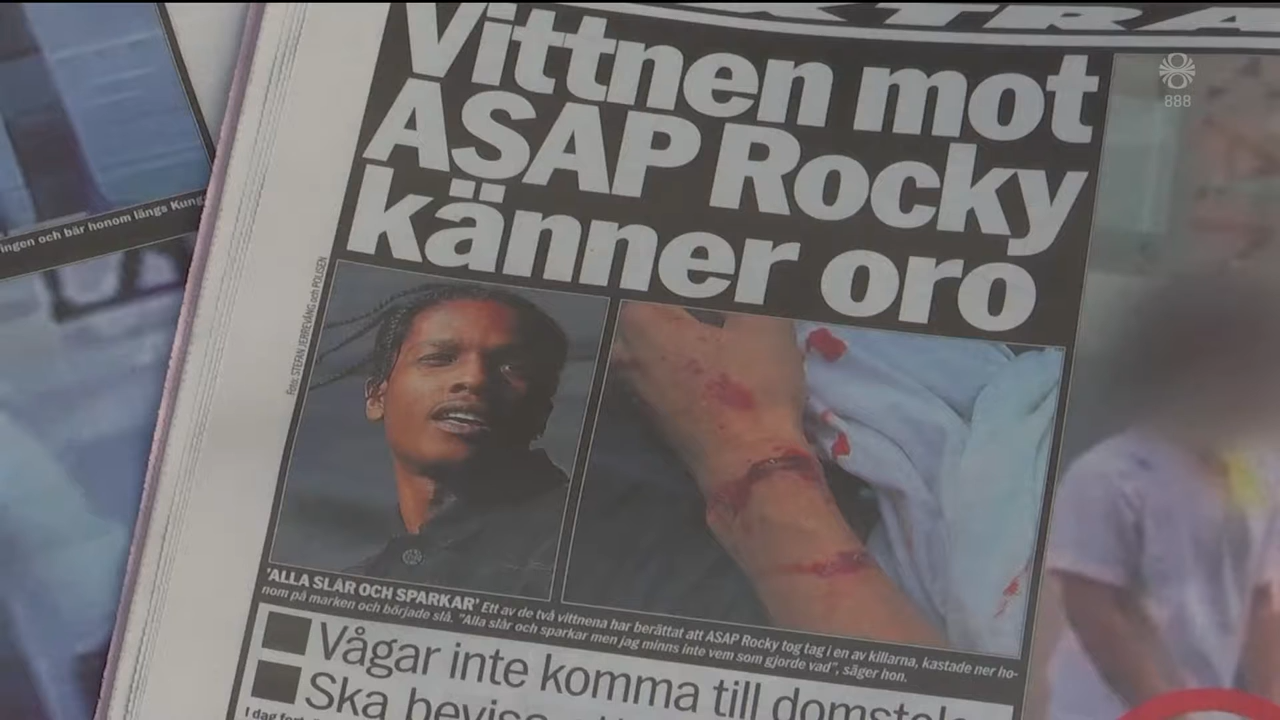 XTRA
888
Vittnen mot
ASAP Rocky
känner oro
ingen och bär honom längs Kung
Foto: STEFAN JERREVÅNG och POLISEN
'ALLA SLÅR OCH SPARKAR' Ett av de två vittnena har berättat att ASAP Rocky tog tag i en av killarna, kastade ner ho-
nom på marken och började slå. "Alla slår och sparkar men jag minns inte vem som gjorde vad", säger hon.
Vågar inte komma till
Ska
I dag